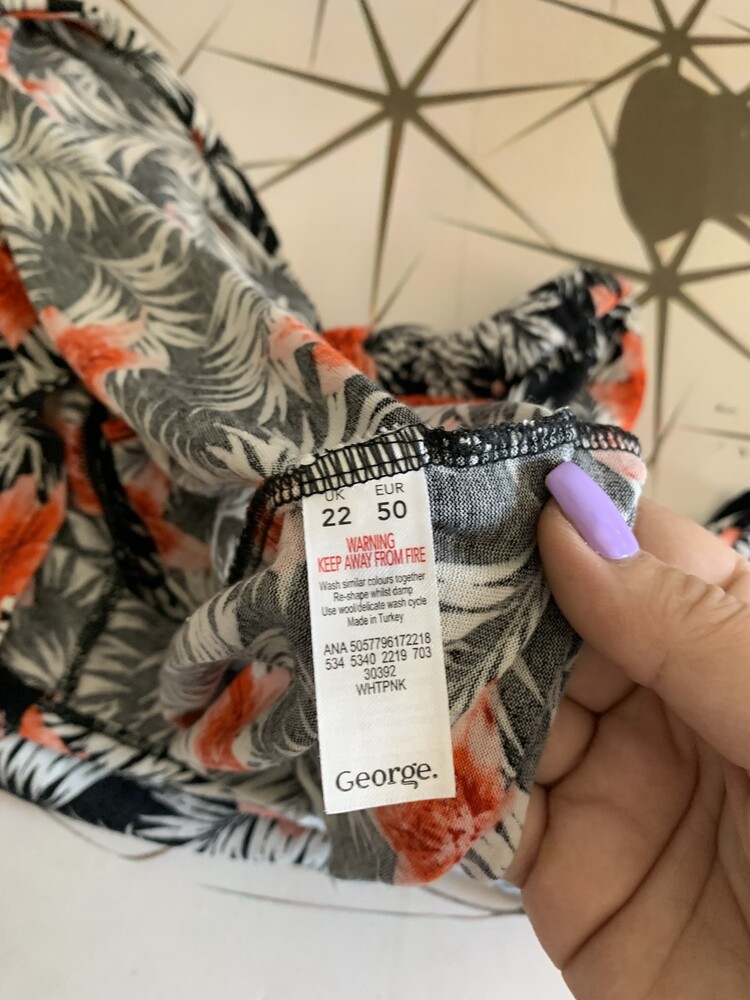 UK EUR
22 50
WARNING
KEEP AWAY FROM FIRE
Wash similar colours together
Re-shape whilst damp
Use wool/delicate wash cycle
Made in Turkey
ANA 5057796172218
534 5340 2219 703
30392
WHTPNK
George.